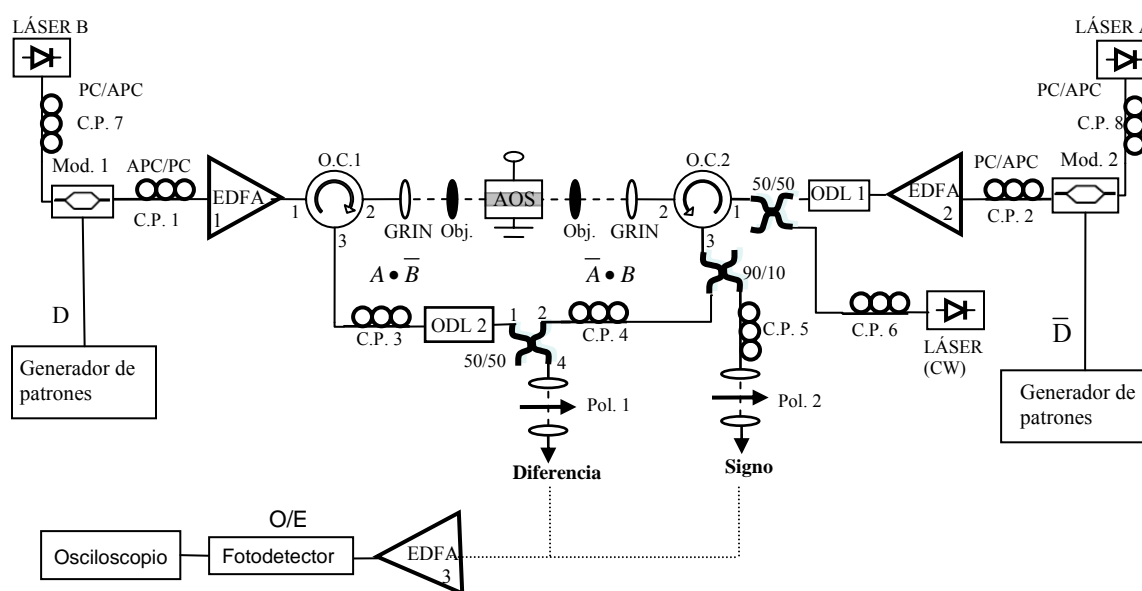 LÁSER B
LÁSER A
PC/APC
C.P. 7
PC/APC
C.P. 8
Mod. 1
APC/PC
C.P. 1
EDFA
1
O.C.1
1
2
3
GRIN
Obj.
AOS
Obj.
GRIN
O.C.2
2
1
3
50/50
ODL 1
EDFA
2
PC/APC
C.P. 2
Mod. 2
A • B̅
A̅ • B
90/10
D
C.P. 3
ODL 2
1
2
50/50
4
C.P. 4
C.P. 5
C.P. 6
LÁSER
(CW)
D̅
Generador de
patrones
Generador de
patrones
Pol. 1
Pol. 2
Diferencia
Signo
O/E
Osciloscopio
Fotodetector
EDFA
3